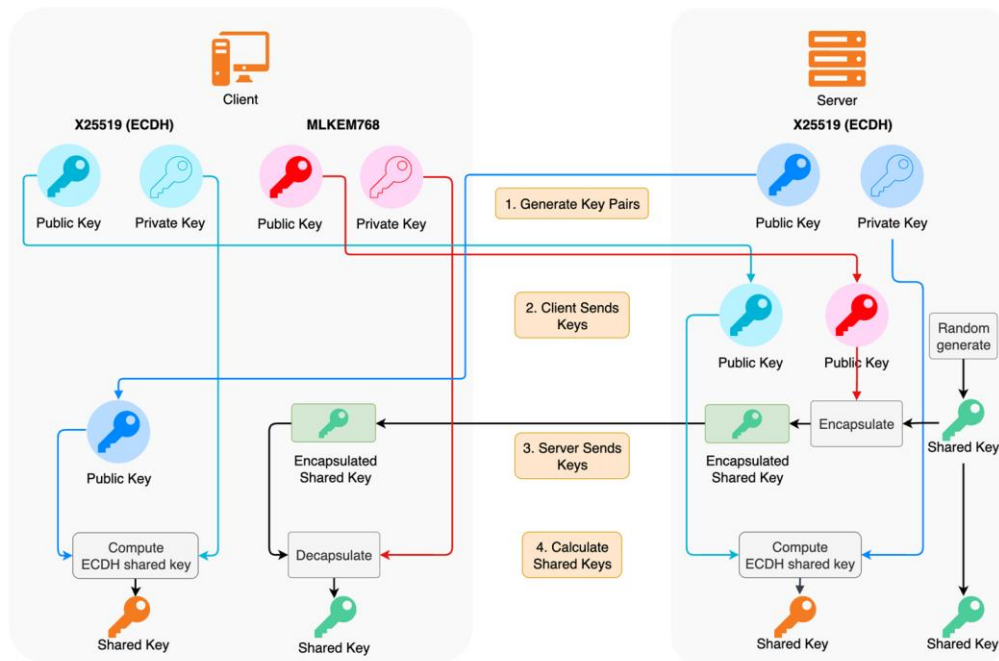 Client
Server
X25519 (ECDH)
MLKEM768
X25519 (ECDH)
Public Key
Private Key
Public Key
Private Key
1. Generate Key Pairs
Public Key
Private Key
2. Client Sends
Keys
Public Key
Public Key
Random
generate
Public Key
Encapsulated
Shared Key
3. Server Sends
Keys
Encapsulated
Shared Key
Encapsulate
Shared Key
Compute
ECDH shared key
Decapsulate
4. Calculate
Shared Keys
Compute
ECDH shared key
Shared Key
Shared Key
Shared Key
Shared Key